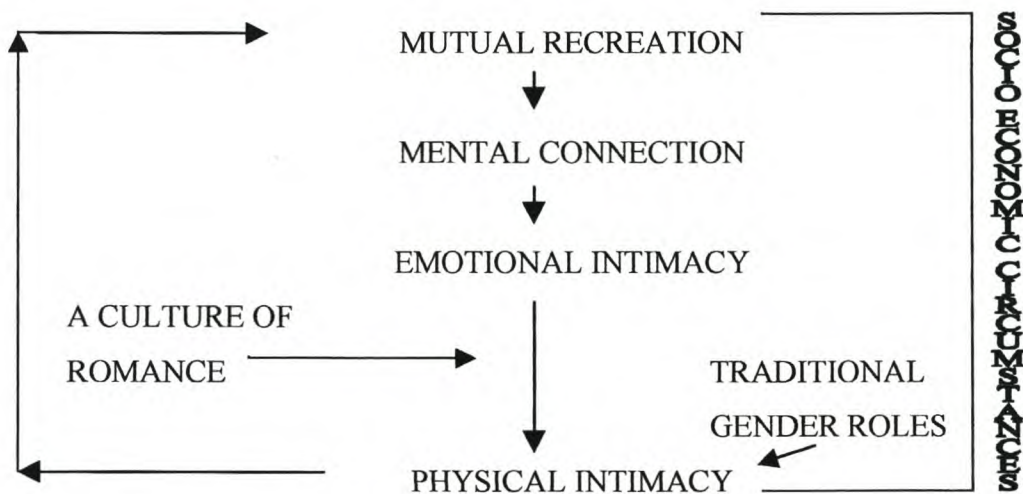 MUTUAL RECREATION
MENTAL CONNECTION
EMOTIONAL INTIMACY
A CULTURE OF
ROMANCE
TRADITIONAL
GENDER ROLES
PHYSICAL INTIMACY
SOCIO ECONOMIC CIRCUMSTANCES